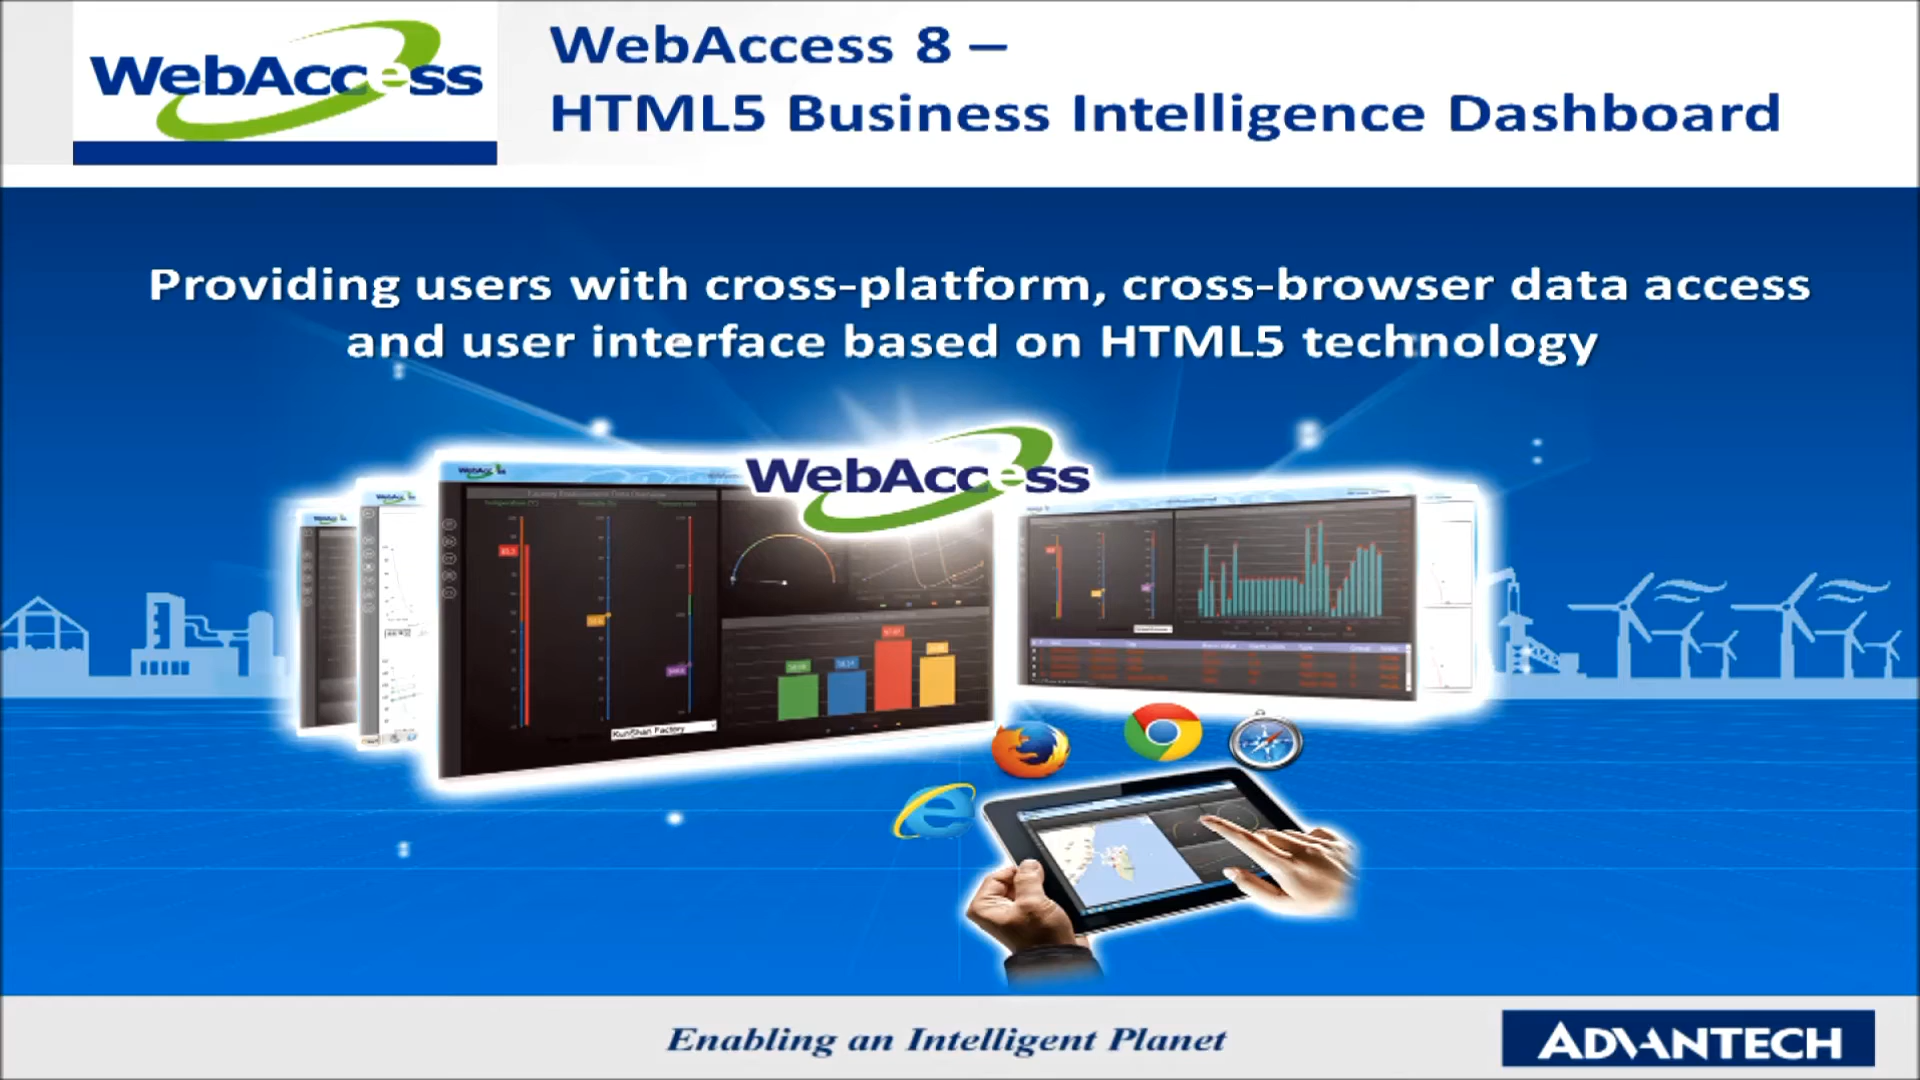 WebAccess
WebAccess 8 –
HTML5 Business Intelligence Dashboard
Providing users with cross-platform, cross-browser data access
and user interface based on HTML5 technology
WebAccess
KunShan Factory
Enabling an Intelligent Planet
ADVANTECH